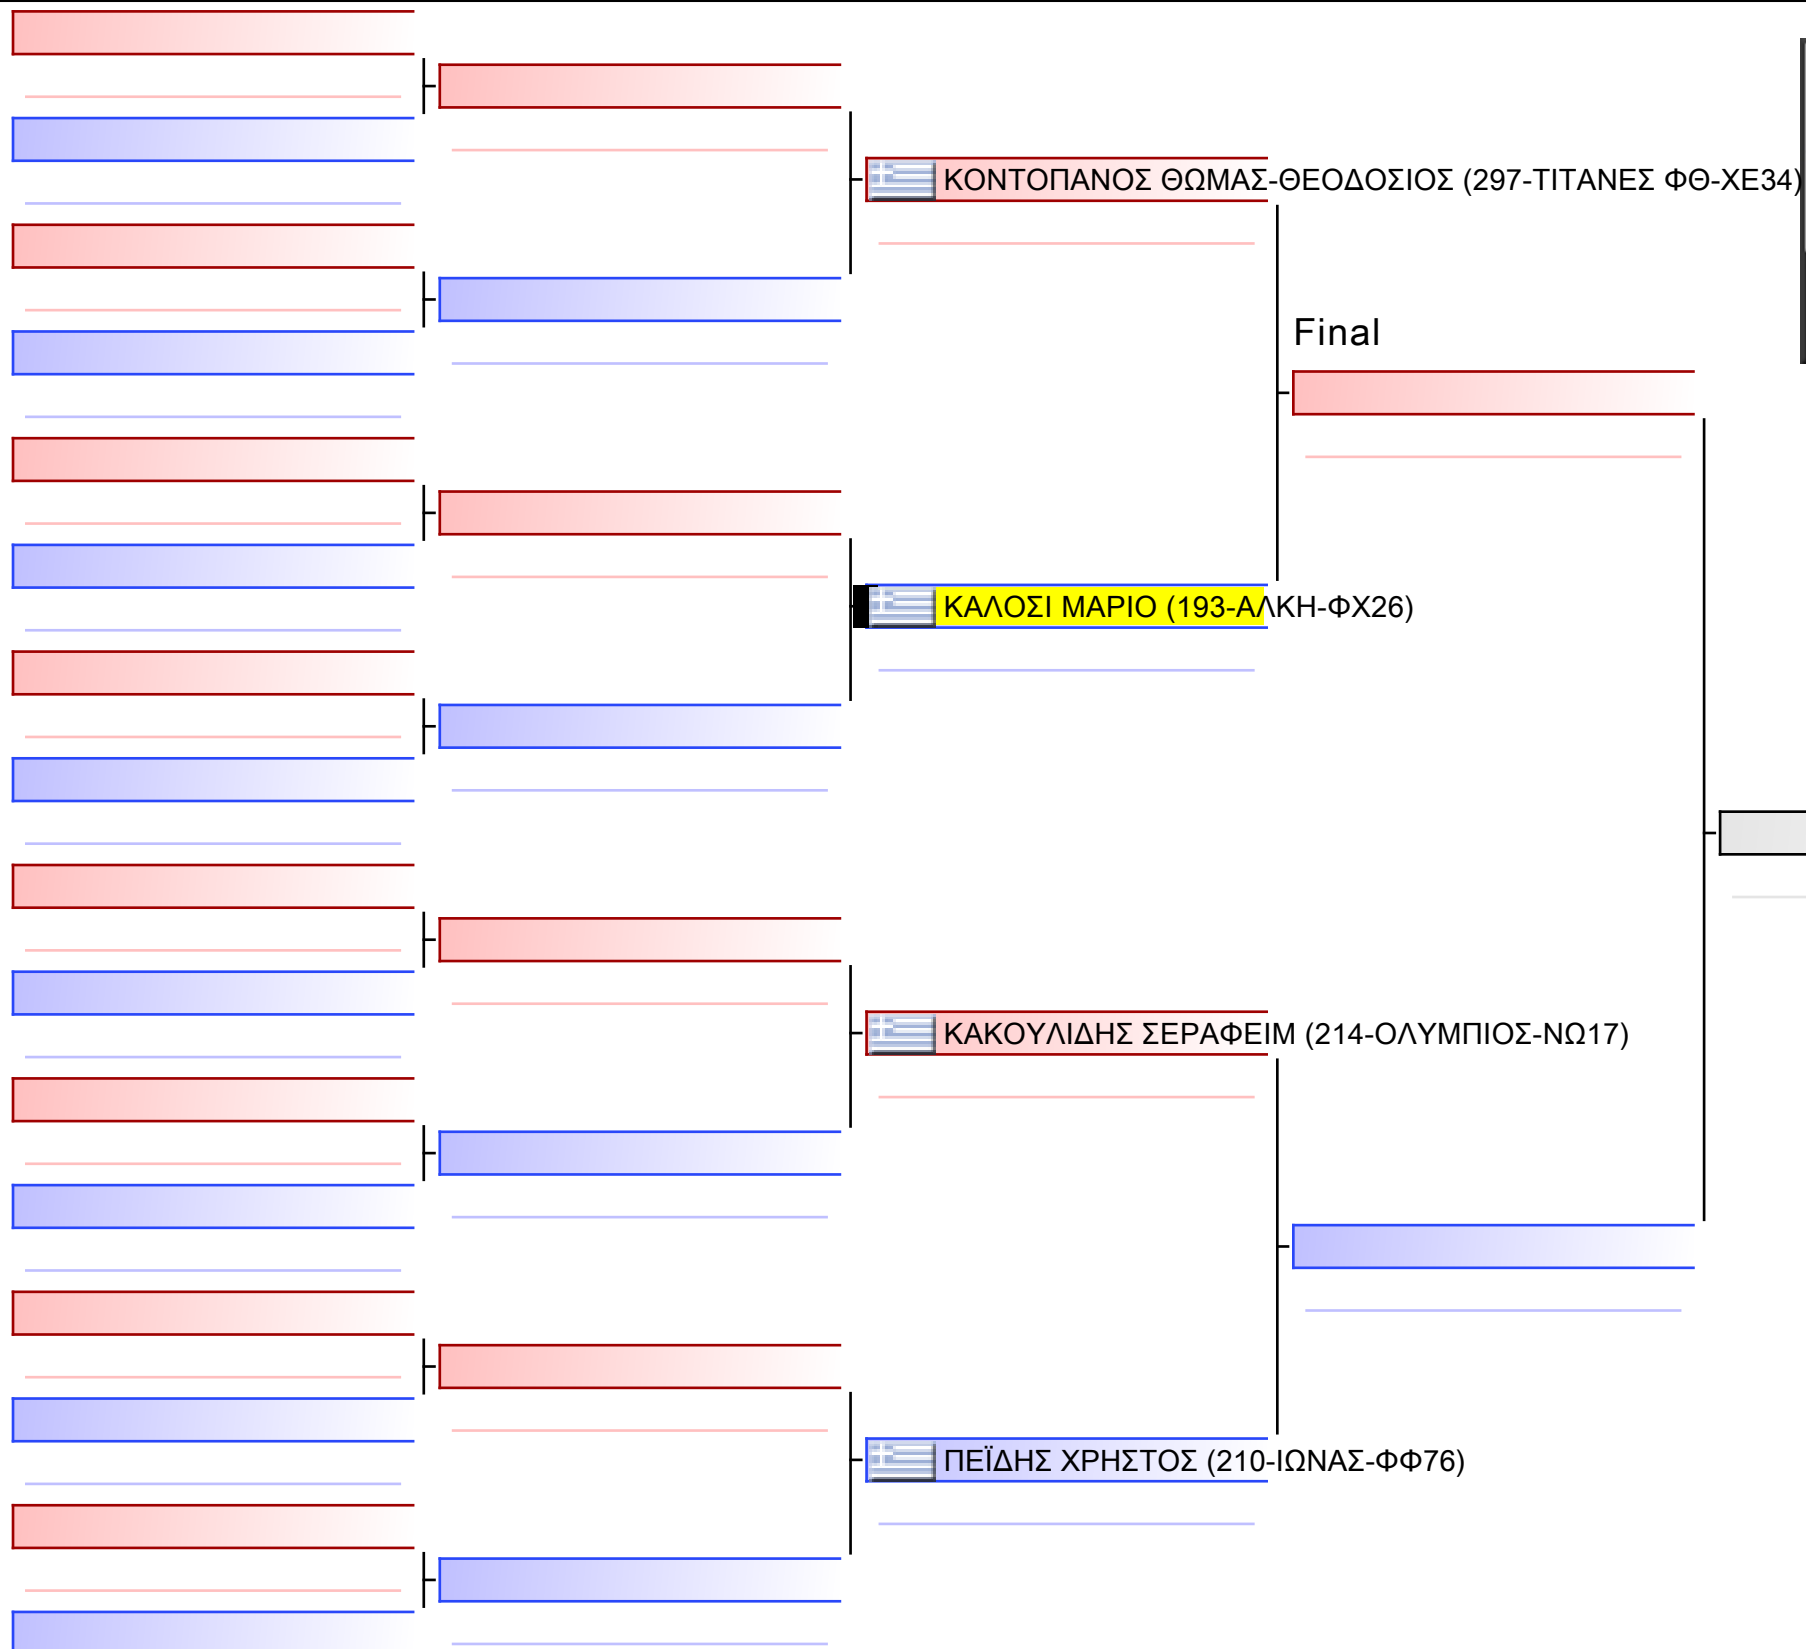 ΚΟΝΤΟΠΑΝΟΣ ΘΩΜΑΣ-ΘΕΟΔΟΣΙΟΣ (297-ΤΙΤΑΝΕΣ ΦΘ-ΧΕ34)
Final
ΚΑΛΟΣΙ ΜΑΡΙΟ (193-ΑΛΚΗ-ΦΧ26)
ΚΑΚΟΥΛΙΔΗΣ ΣΕΡΑΦΕΙΜ (214-ΟΛΥΜΠΙΟΣ-ΝΩ17)
ΠΕΪΔΗΣ ΧΡΗΣΤΟΣ (210-ΙΩΝΑΣ-ΦΦ76)